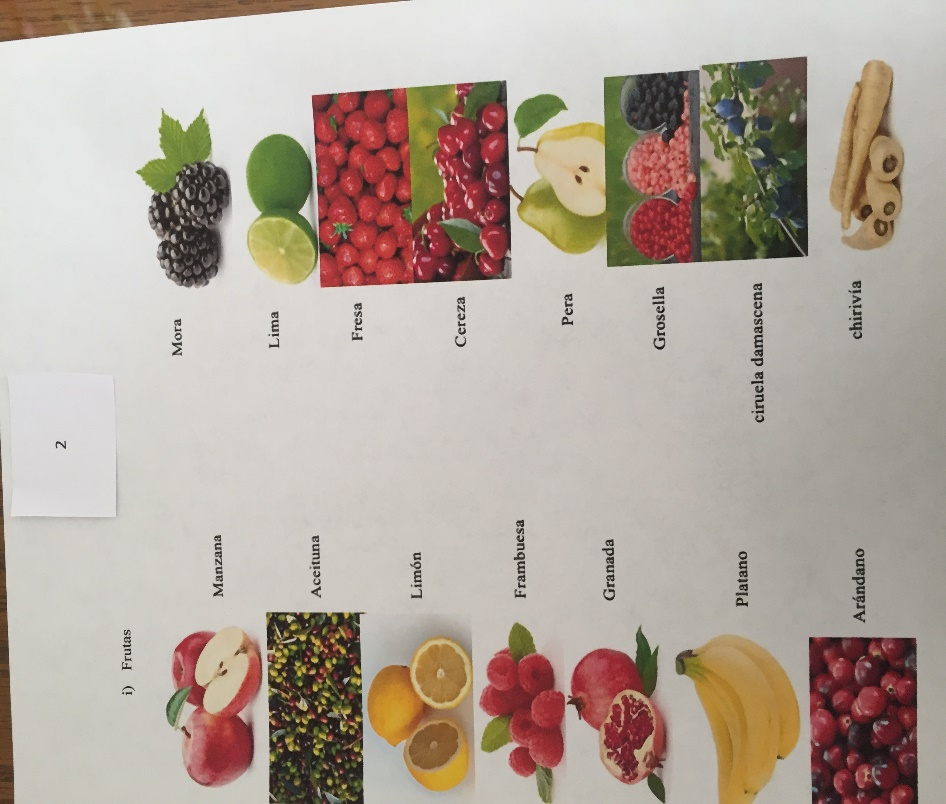 2
i) Frutas
Manzana
Mora
Aceituna
Lima
Limón
Fresa
Frambuesa
Cereza
Granada
Pera
Platano
Grosella
Arándano
ciruela damascena
chirivía